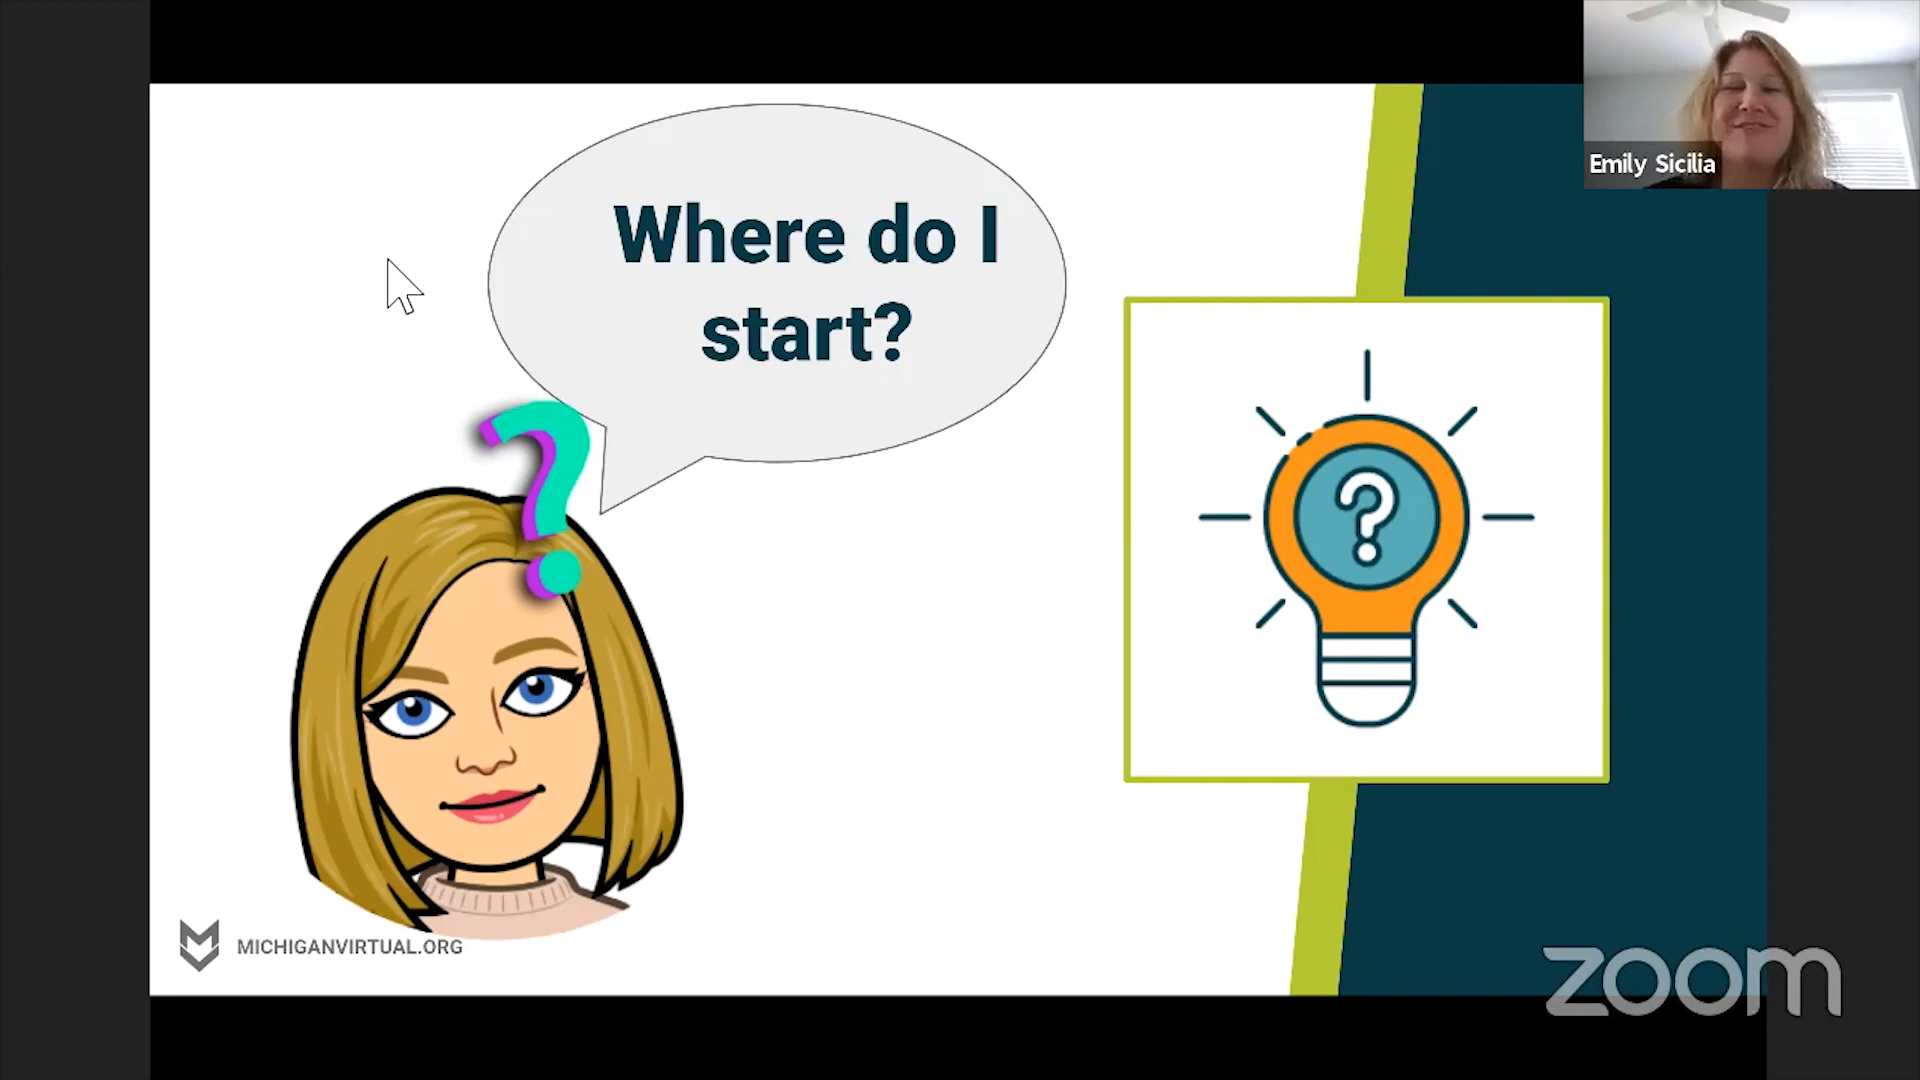 Emily Sicilia
Where do I
start?
?
?
MICHIGANVIRTUAL.ORG
zoom